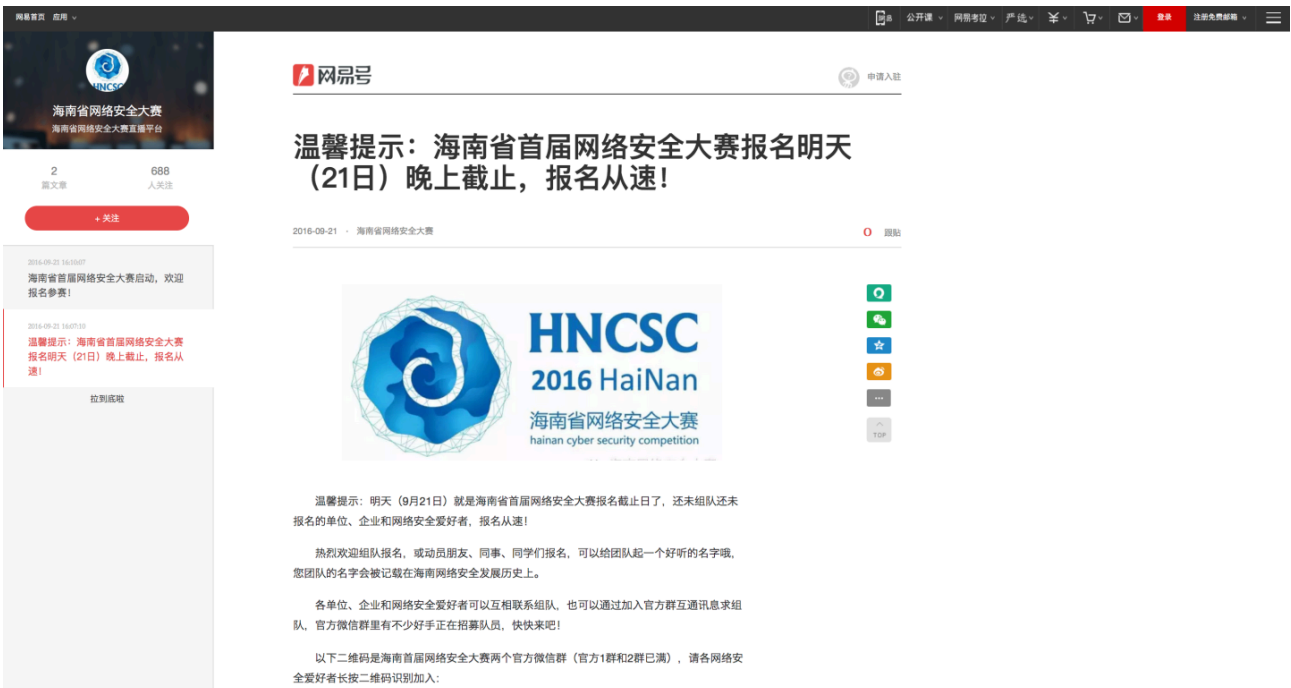 网易首页 应用
公开课 网易考拉 严选 登录 注册免费邮箱
HNCSC
海南省网络安全大赛
海南省网络安全大赛直播平台
2 688
篇文章 人关注
+ 关注
2016-09-21 16:10:07
海南省首届网络安全大赛启动，欢迎
报名参赛！
2016-09-21 16:07:10
温馨提示：海南省首届网络安全大赛
报名明天（21日）晚上截止，报名从
速！
拉到底啦
网易号
申请入驻
温馨提示：海南省首届网络安全大赛报名明天
（21日）晚上截止，报名从速！
2016-09-21 · 海南省网络安全大赛
0 跟贴
HNCSC
2016 HaiNan
海南省网络安全大赛
hainan cyber security competition
TOP
温馨提示：明天（9月21日）就是海南省首届网络安全大赛报名截止日了，还未组队还未
报名的单位、企业和网络安全爱好者，报名从速！
热烈欢迎组队报名，或动员朋友、同事、同学们报名，可以给团队起一个好听的名字哦，
您团队的名字会被记载在海南网络安全发展历史上。
各单位、企业和网络安全爱好者可以互相联系组队，也可以通过加入官方群互通讯息求组
队，官方微信群里有不少好手正在招募队员，快快来吧！
以下二维码是海南首届网络安全大赛两个官方微信群（官方1群和2群已满），请各网络安
全爱好者长按二维码识别加入：